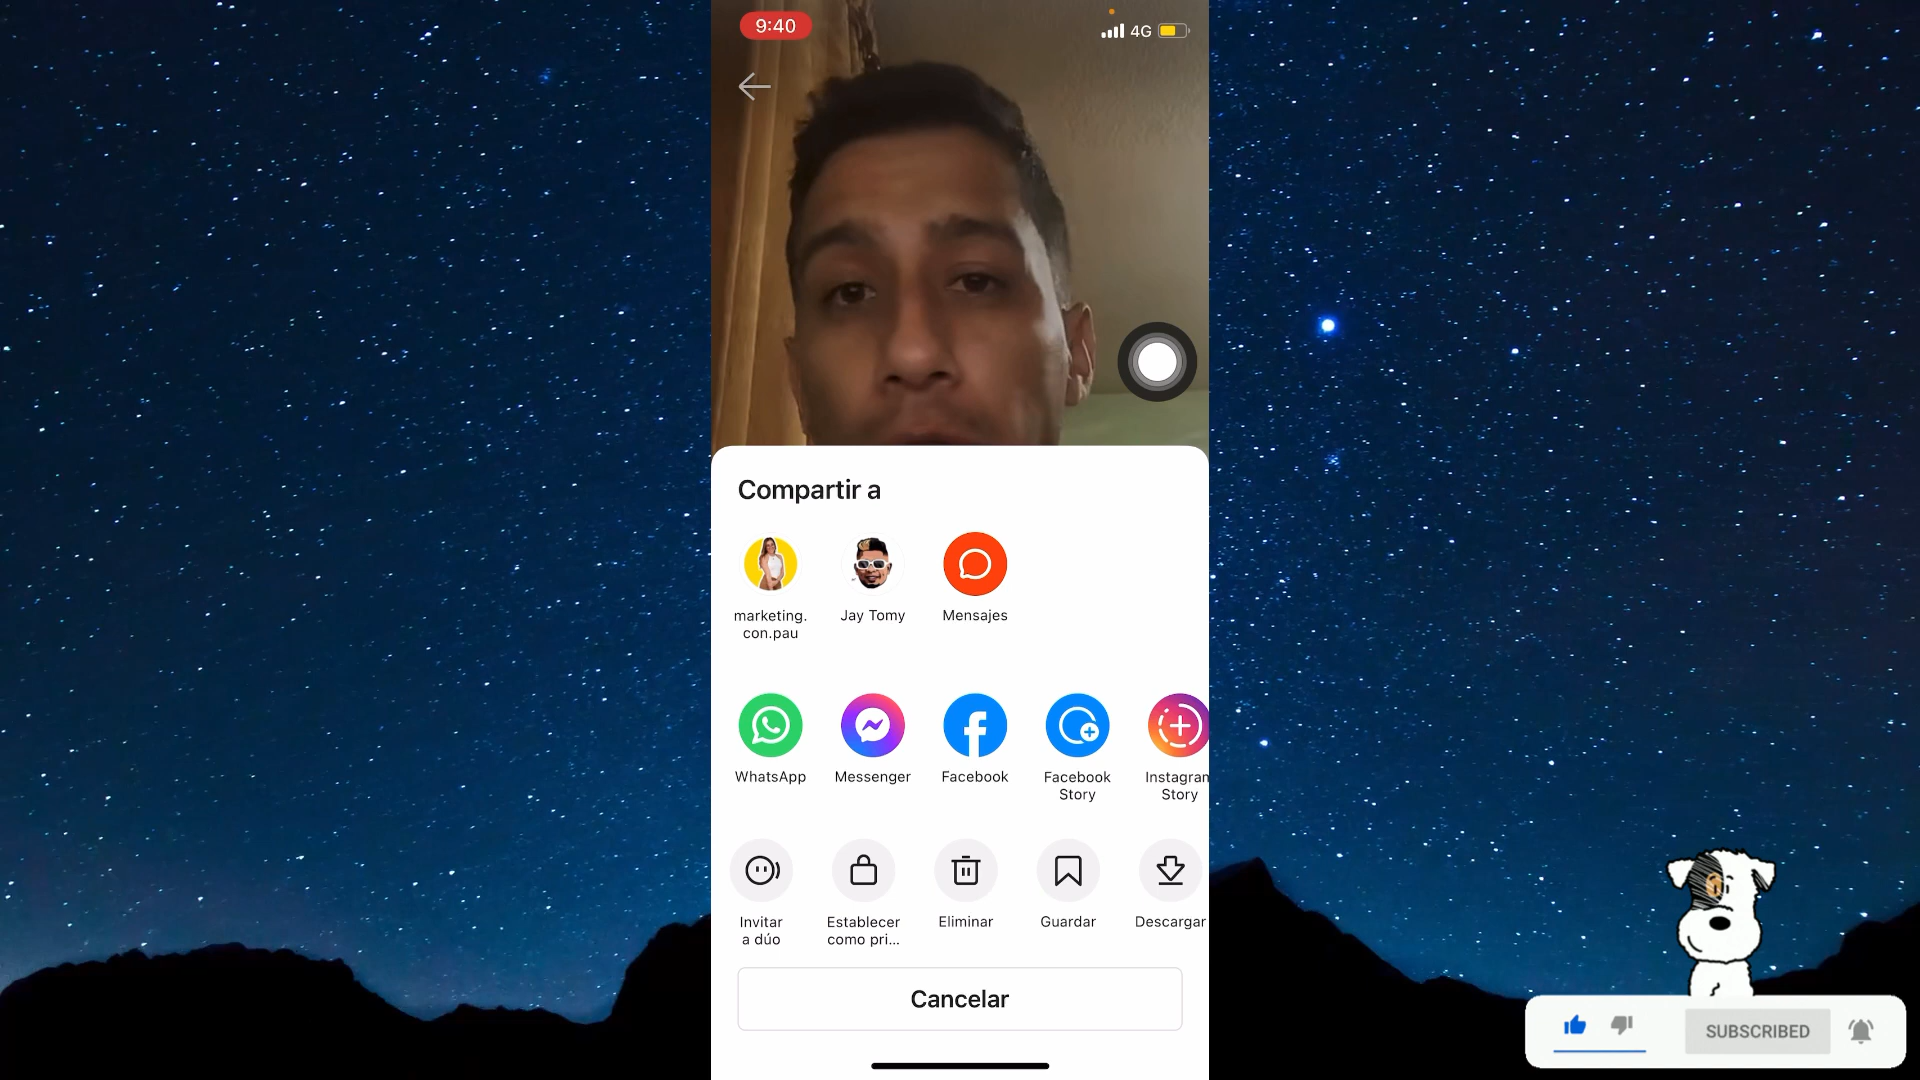 9:40
4G
Compartir a
marketing.
con.pau
Jay Tomy
Mensajes
WhatsApp
Messenger
Facebook
Facebook
Story
Instagram
Story
Invitar
a dúo
Establecer
como pri...
Eliminar
Guardar
Descargar
Cancelar
SUBSCRIBED